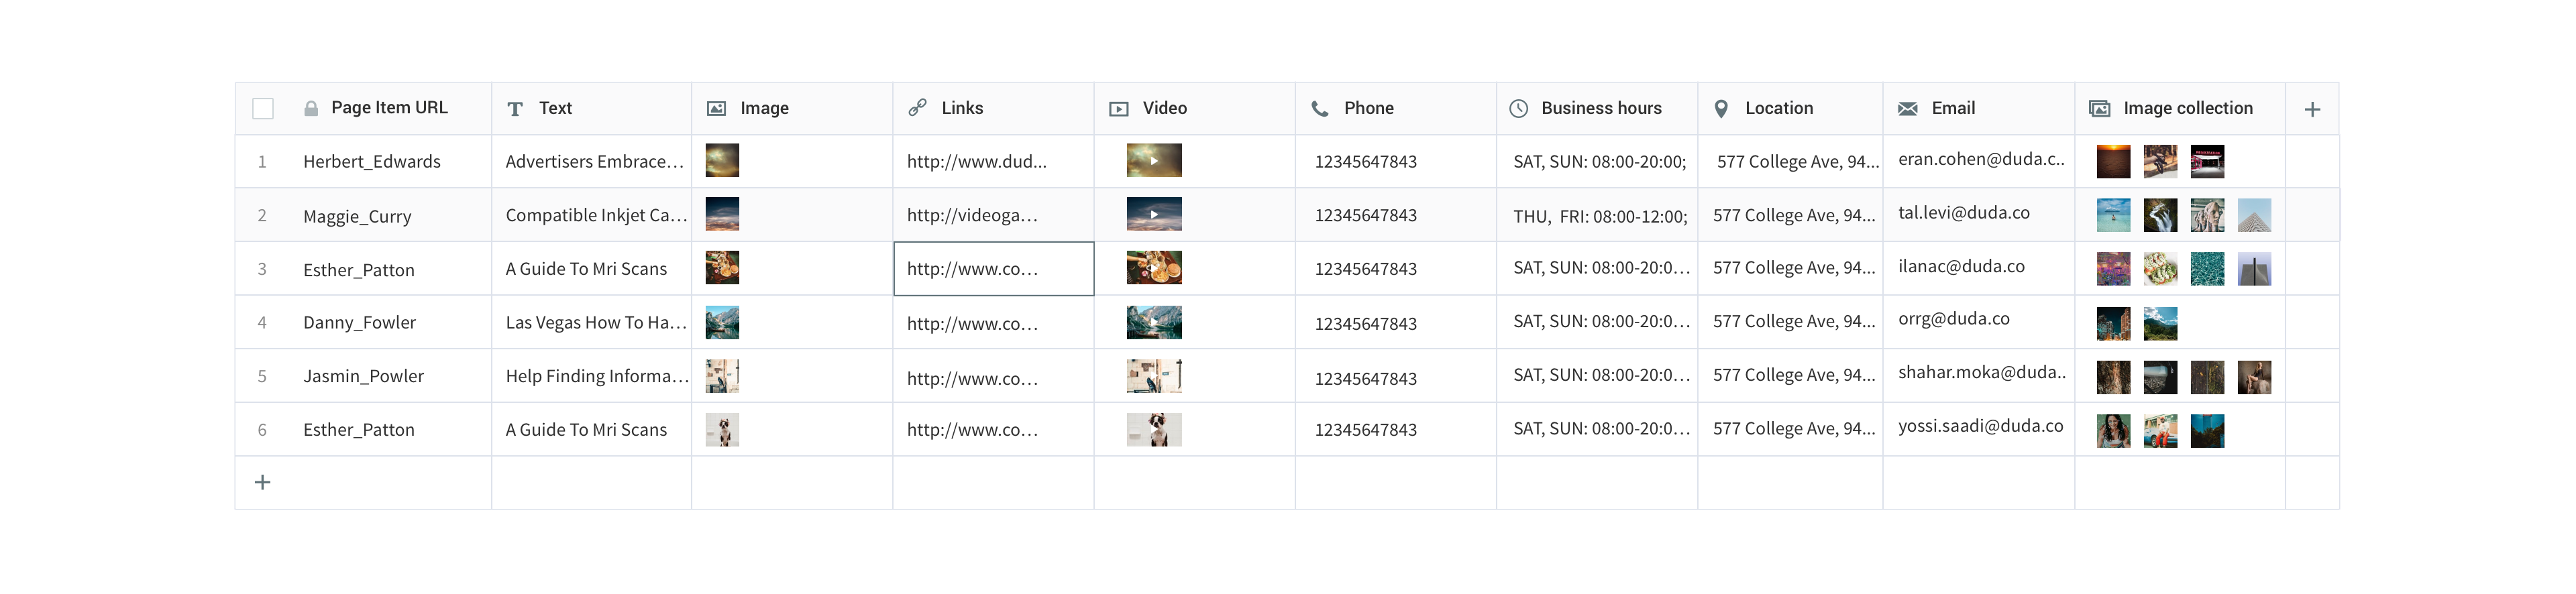 Page Item URL Text Image Links Video Phone Business hours Location Email Image collection
1 Herbert_Edwards Advertisers Embrace... http://www.dud... 12345647843 SAT, SUN: 08:00-20:00; 577 College Ave, 94... eran.cohen@duda.c..
2 Maggie_Curry Compatible Inkjet Ca... http://videoga... 12345647843 THU, FRI: 08:00-12:00; 577 College Ave, 94... tal.levi@duda.co
3 Esther_Patton A Guide To Mri Scans http://www.co... 12345647843 SAT, SUN: 08:00-20:0... 577 College Ave, 94... ilanac@duda.co
4 Danny_Fowler Las Vegas How To Ha... http://www.co... 12345647843 SAT, SUN: 08:00-20:0... 577 College Ave, 94... orrg@duda.co
5 Jasmin_Powler Help Finding Informa... http://www.co... 12345647843 SAT, SUN: 08:00-20:0... 577 College Ave, 94... shahar.moka@duda..
6 Esther_Patton A Guide To Mri Scans http://www.co... 12345647843 SAT, SUN: 08:00-20:0... 577 College Ave, 94... yossi.saadi@duda.co
+